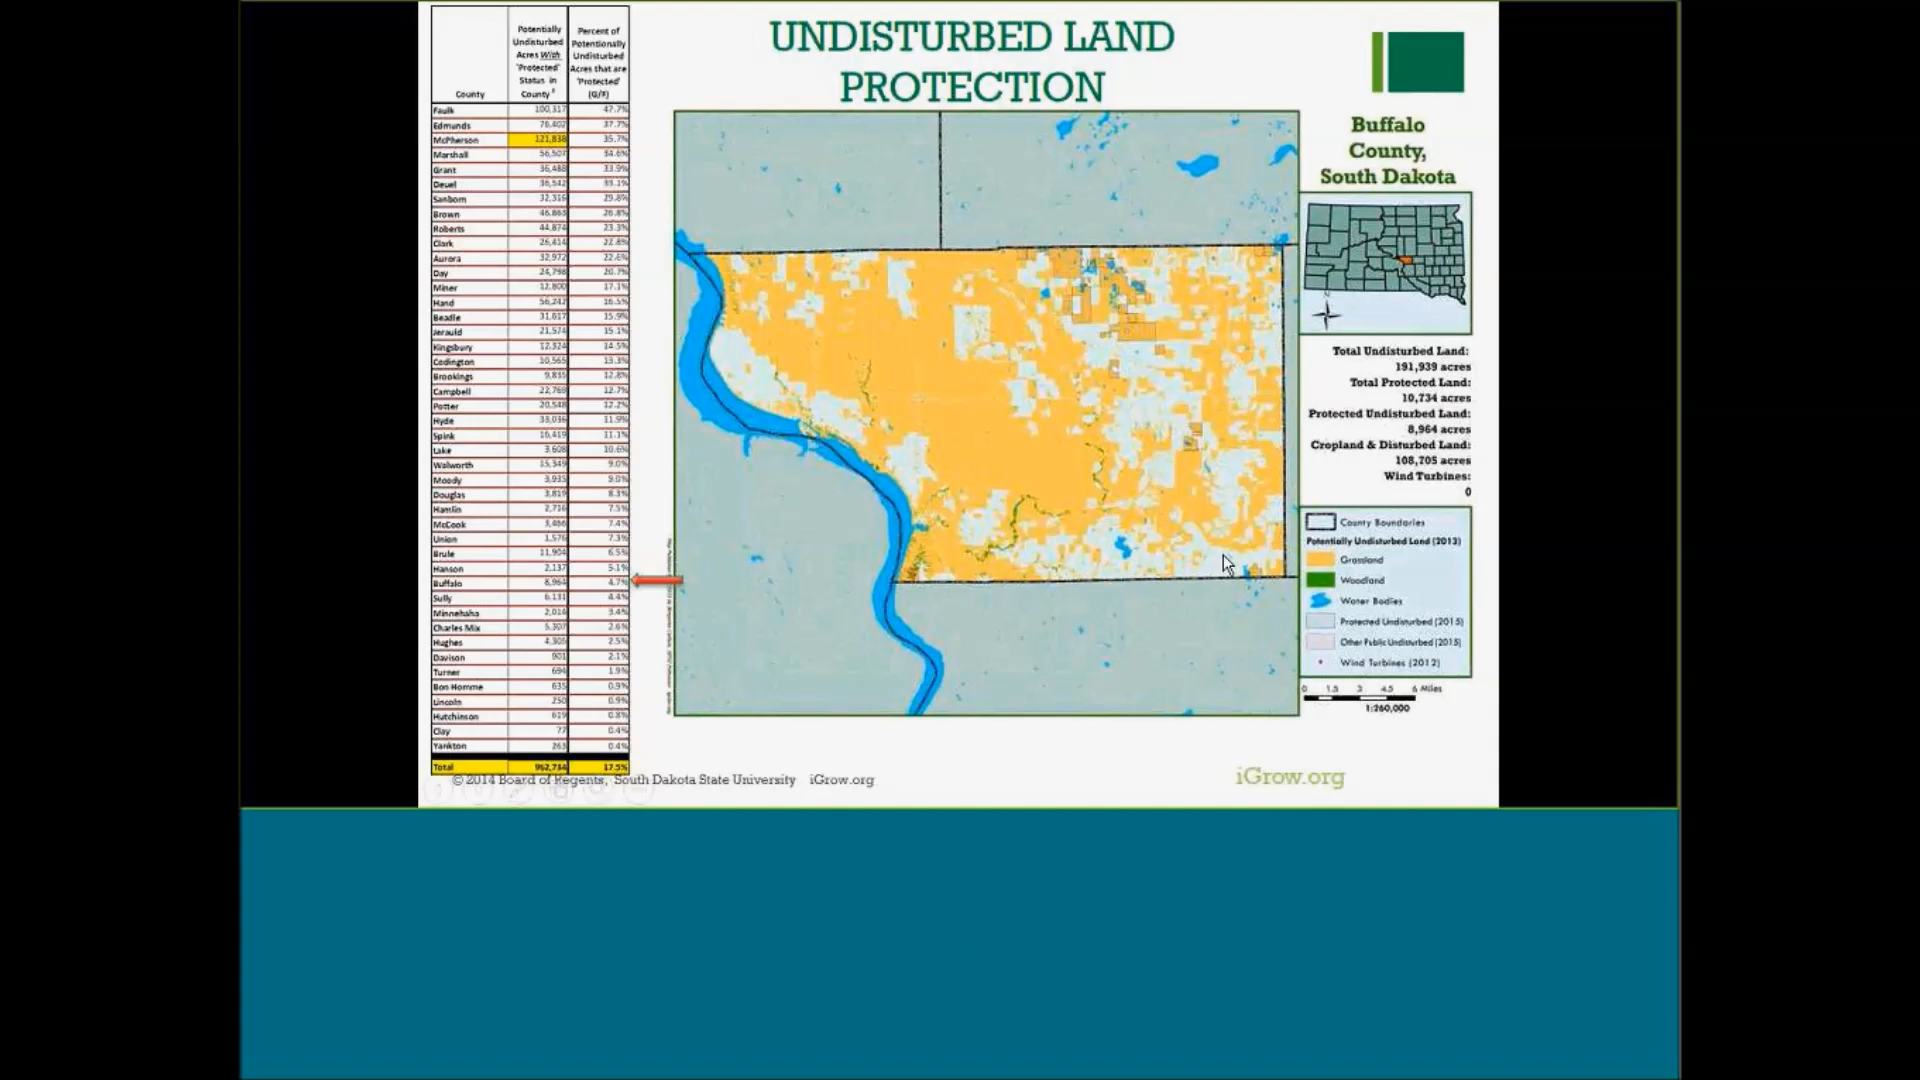 UNDISTURBED LAND
PROTECTION
County
Potentially
Undisturbed
Acres With
'Protected'
Status in
County
Percent of
Potentionally
Undisturbed
Acres that are
'Protected'
(G/F)
Faulk 100,317 47.7%
Edmunds 76,402 37.7%
McPherson 121,838 35.7%
Marshall 56,507 34.6%
Grant 36,488 33.9%
Deuel 36,542 33.1%
Sanborn 32,316 29.8%
Brown 46,863 26.8%
Roberts 44,874 23.3%
Clark 26,414 22.8%
Aurora 32,972 22.6%
Day 24,798 20.7%
Miner 12,800 17.1%
Hand 56,242 16.5%
Beadle 31,617 15.9%
Jerauld 21,574 15.1%
Kingsbury 12,324 14.5%
Codington 10,565 13.3%
Brookings 9,835 12.8%
Campbell 22,769 12.7%
Potter 20,548 12.2%
Hyde 33,036 11.9%
Spink 16,419 11.1%
Lake 3,608 10.6%
Walworth 15,349 9.0%
Moody 3,935 9.0%
Douglas 3,819 8.3%
Hamlin 2,716 7.5%
McCook 3,486 7.4%
Union 1,576 7.3%
Brule 11,904 6.5%
Hanson 2,137 5.1%
Buffalo 8,964 4.7%
Sully 6,131 4.4%
Minnehaha 2,014 3.4%
Charles Mix 5,307 2.6%
Hughes 4,305 2.5%
Davison 901 2.1%
Turner 694 1.9%
Bon Homme 635 0.9%
Lincoln 250 0.9%
Hutchinson 619 0.8%
Clay 77 0.4%
Yankton 263 0.4%
Total 962,734 17.5%
Buffalo
County,
South Dakota
N
Total Undisturbed Land:
191,939 acres
Total Protected Land:
10,734 acres
Protected Undisturbed Land:
8,964 acres
Cropland & Disturbed Land:
108,705 acres
Wind Turbines:
0
County Boundaries
Potentially Undisturbed Land (2013)
Grassland
Woodland
Water Bodies
Protected Undisturbed (2015)
Other Public Undisturbed (2015)
Wind Turbines (2012)
0 1.5 3 4.5 6 Miles
1:260,000
© 2014 Board of Regents, South Dakota State University iGrow.org
iGrow.org